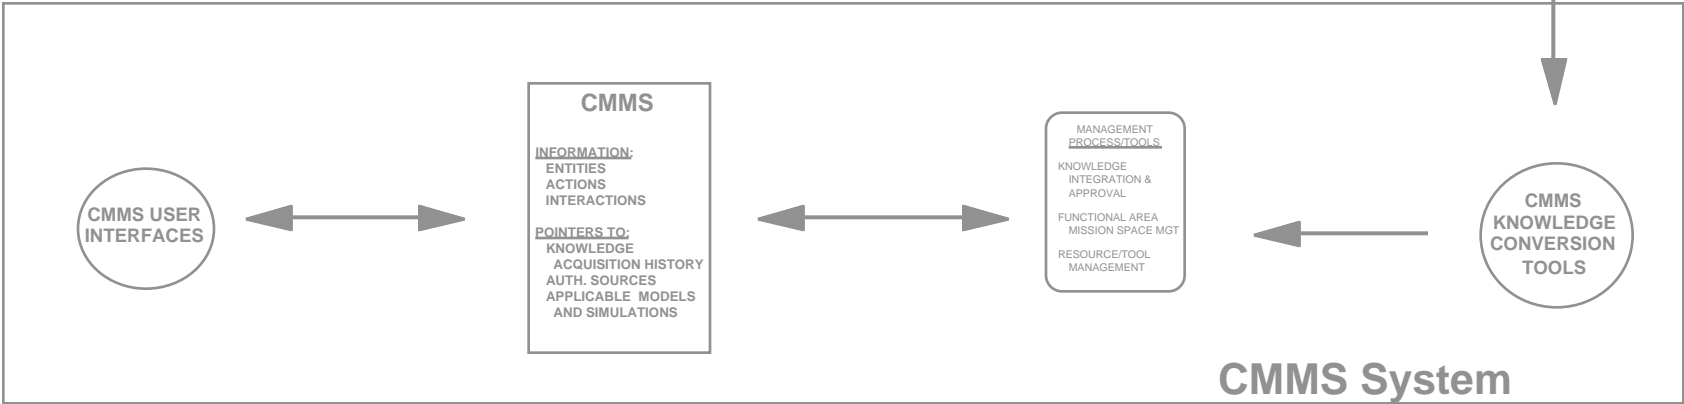 CMMS USER
INTERFACES
CMMS
INFORMATION:
ENTITIES
ACTIONS
INTERACTIONS
POINTERS TO:
KNOWLEDGE
ACQUISITION HISTORY
AUTH. SOURCES
APPLICABLE MODELS
AND SIMULATIONS
MANAGEMENT
PROCESS/TOOLS
KNOWLEDGE
INTEGRATION &
APPROVAL
FUNCTIONAL AREA
MISSION SPACE MGT
RESOURCE/TOOL
MANAGEMENT
CMMS
KNOWLEDGE
CONVERSION
TOOLS
CMMS System